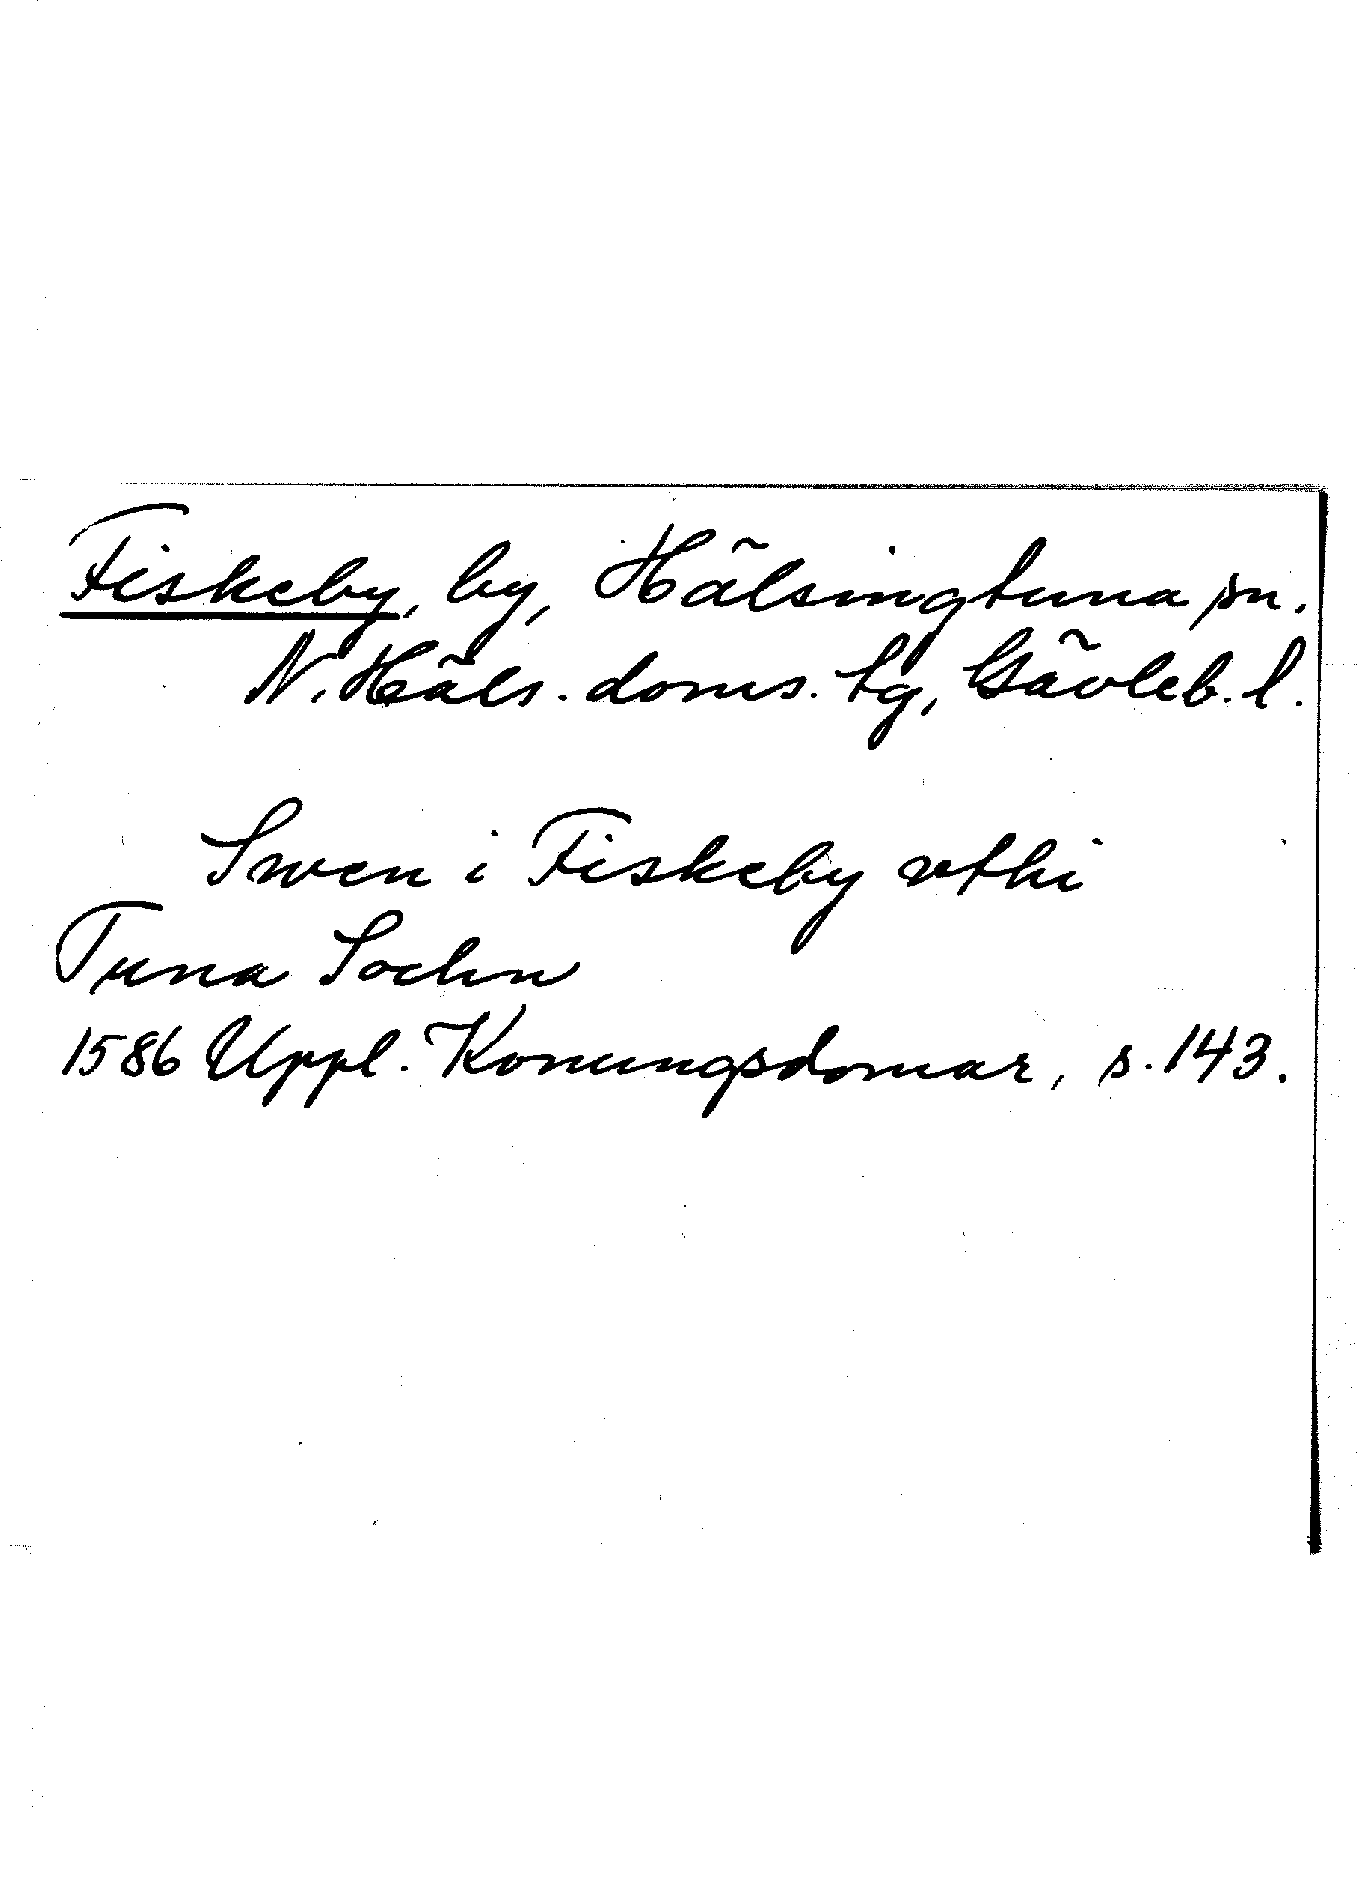 Fiskeby, by, Hälsingtuna sn.
N. Häls. doms. tg, Gävleb. l.
Swen i Fiskeby vthi
Tuna Sochn
1586 Uppl. Konungsdomar, s. 143.